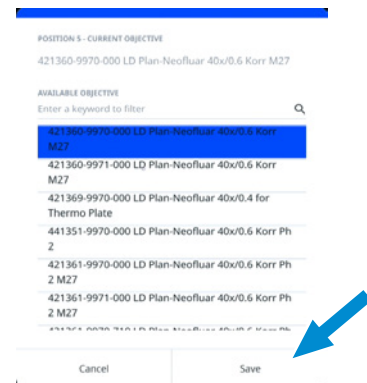 POSITION 5 - CURRENT OBJECTIVE
421360-9970-000 LD Plan-Neofluar 40x/0.6 Korr M27
AVAILABLE OBJECTIVE
Enter a keyword to filter
421360-9970-000 LD Plan-Neofluar 40x/0.6 Korr
M27
421360-9971-000 LD Plan-Neofluar 40x/0.6 Korr
M27
421369-9970-000 LD Plan-Neofluar 40x/0.4 for
Thermo Plate
441351-9970-000 LD Plan-Neofluar 40x/0.6 Korr Ph
2
421361-9970-000 LD Plan-Neofluar 40x/0.6 Korr Ph
2 M27
421361-9971-000 LD Plan-Neofluar 40x/0.6 Korr Ph
2 M27
Cancel Save